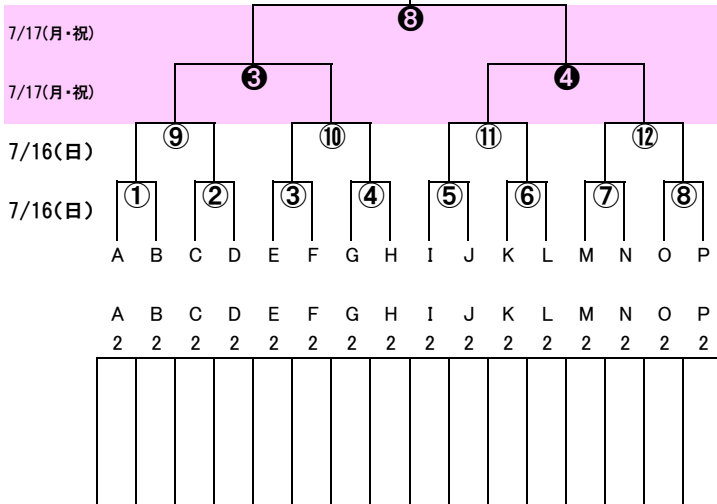 ❽
7/17(月・祝)
❸ ❹
7/17(月・祝)
⑨ ⑩ ⑪ ⑫
7/16(日)
① ② ③ ④ ⑤ ⑥ ⑦ ⑧
7/16(日)
A B C D E F G H I J K L M N O P
A B C D E F G H I J K L M N O P
2 2 2 2 2 2 2 2 2 2 2 2 2 2 2 2